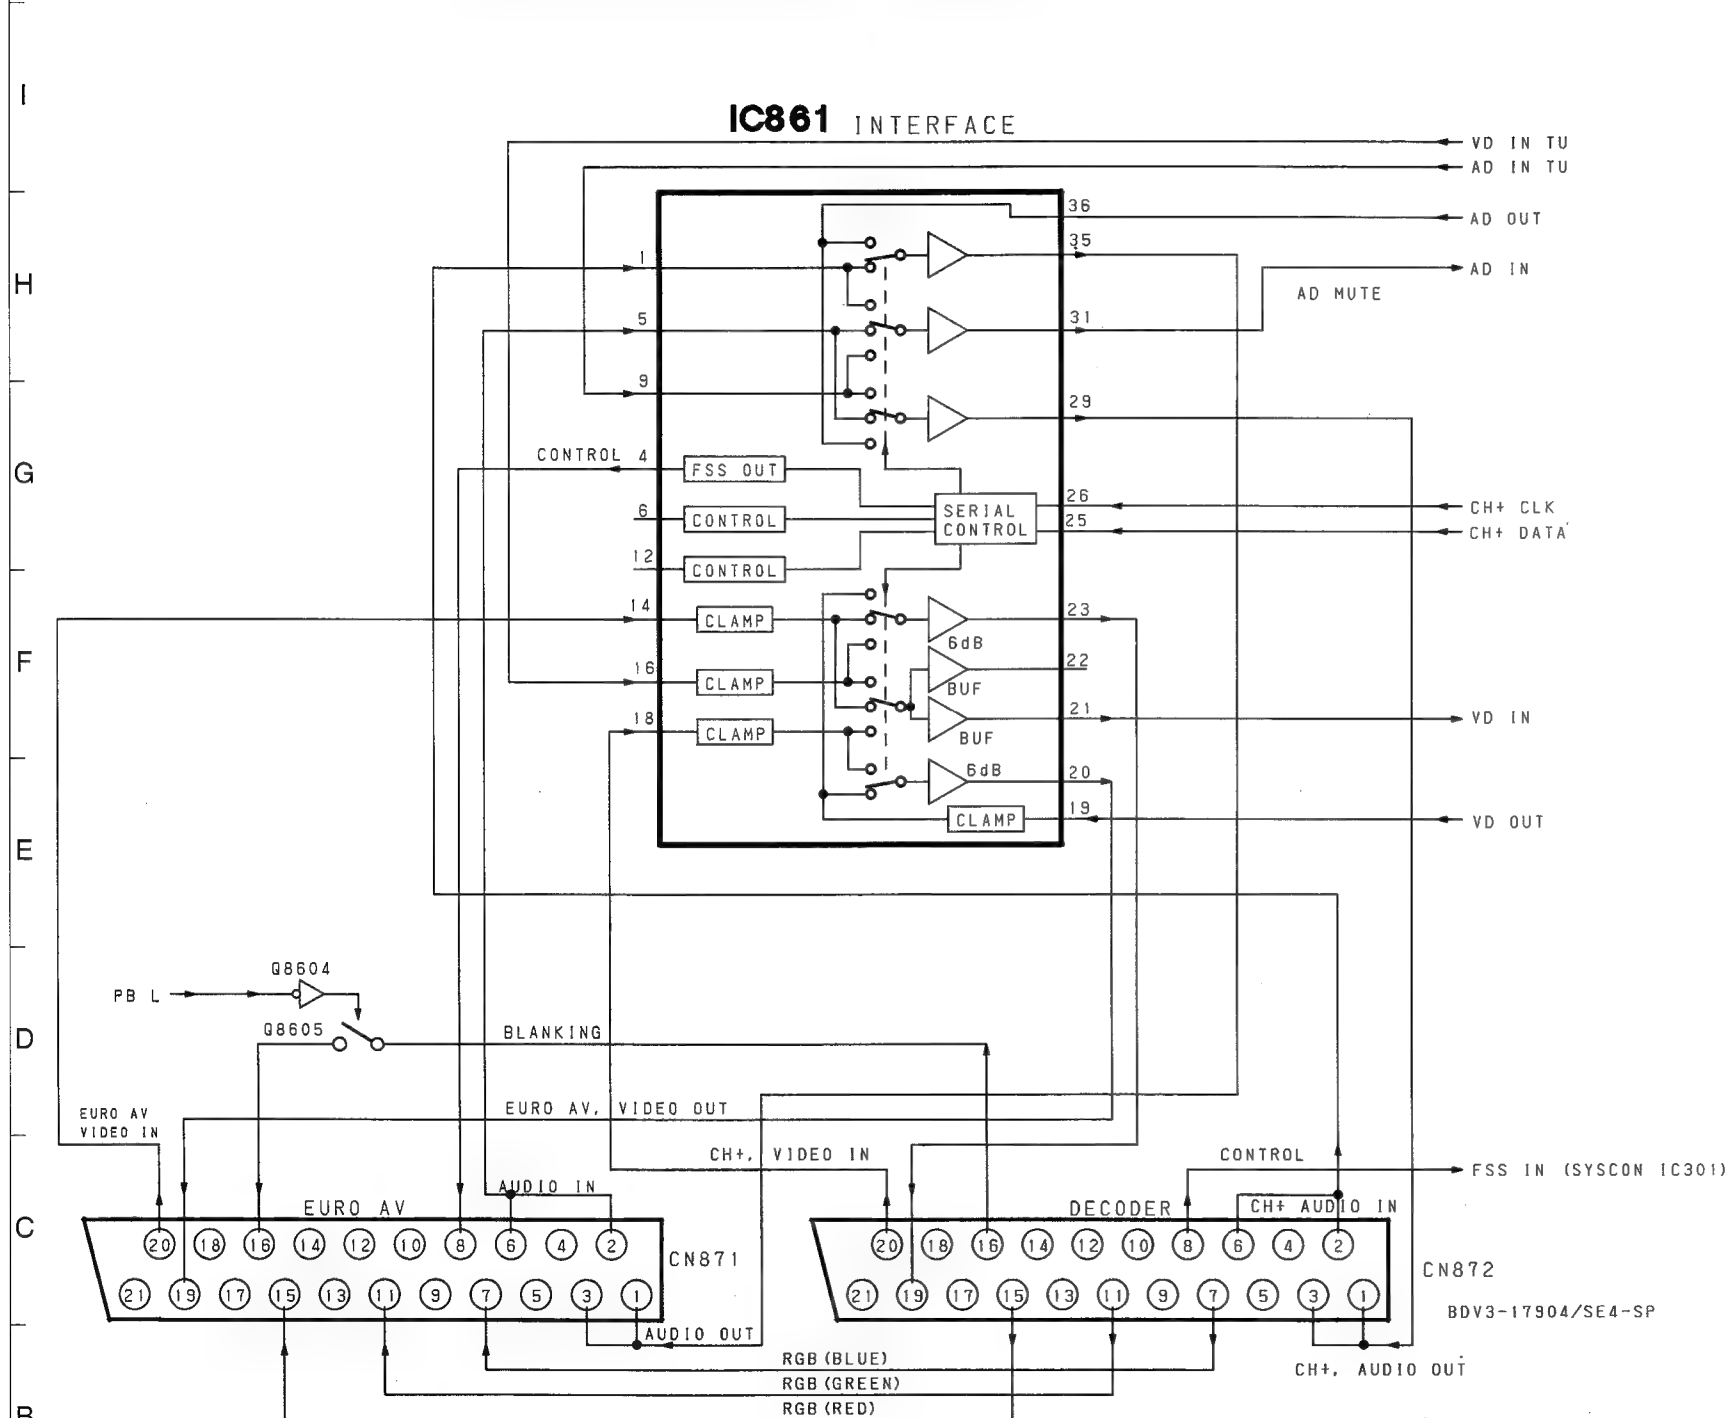 I
IC861 INTERFACE
VD IN TU
AD IN TU
36
AD OUT
35
1
AD IN
H
AD MUTE
5
31
9
29
CONTROL 4
FSS OUT
G
26
CH+ CLK
SERIAL
CONTROL
6
CONTROL
25
CH+ DATA
12
CONTROL
14
CLAMP
23
6dB
F
16
CLAMP
22
BUF
18
CLAMP
21
VD IN
BUF
6dB
20
19
CLAMP
VD OUT
E
Q8604
PB L
Q8605
BLANKING
D
EURO AV
VIDEO IN
EURO AV. VIDEO OUT
CH+. VIDEO IN
CONTROL
FSS IN (SYSCON IC301)
AUDIO IN
EURO AV
DECODER
CH+ AUDIO IN
C
20 18 16 14 12 10 8 6 4 2
CN871
20 18 16 14 12 10 8 6 4 2
CN872
21 19 17 15 13 11 9 7 5 3 1
21 19 17 15 13 11 9 7 5 3 1
BDV3-17904/SE4-SP
AUDIO OUT
RGB (BLUE)
CH+. AUDIO OUT
RGB (GREEN)
RGB (RED)
B